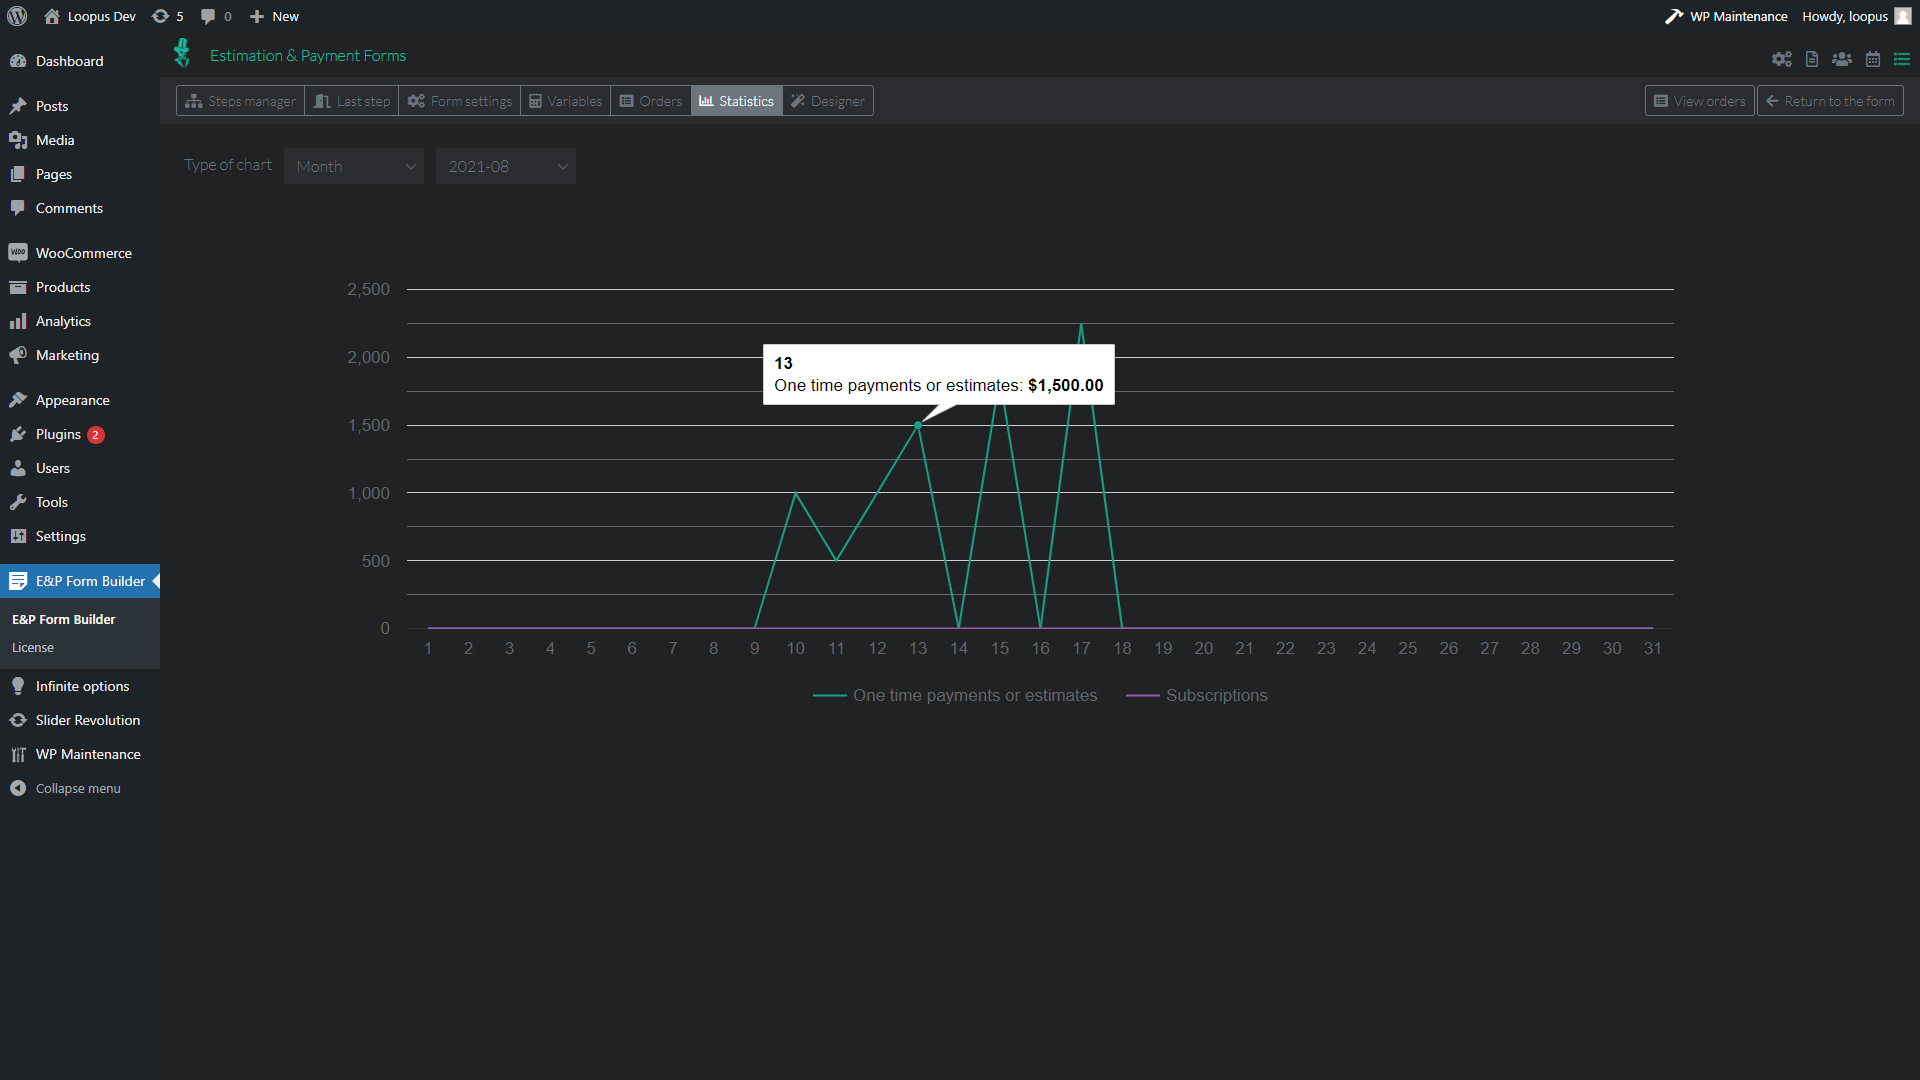 Loopus Dev 5 0 New WP Maintenance Howdy, loopus
Estimation & Payment Forms
Steps manager Last step Form settings Variables Orders Statistics Designer View orders Return to the form
Type of chart Month 2021-08
Dashboard
Posts
Media
Pages
Comments
WOO WooCommerce
Products
Analytics
Marketing
Appearance
Plugins 2
Users
Tools
Settings
E&P Form Builder
E&P Form Builder
License
Infinite options
Slider Revolution
WP Maintenance
Collapse menu
2,500
2,000
1,500
1,000
500
0
13
One time payments or estimates: $1,500.00
1 2 3 4 5 6 7 8 9 10 11 12 13 14 15 16 17 18 19 20 21 22 23 24 25 26 27 28 29 30 31
One time payments or estimates Subscriptions